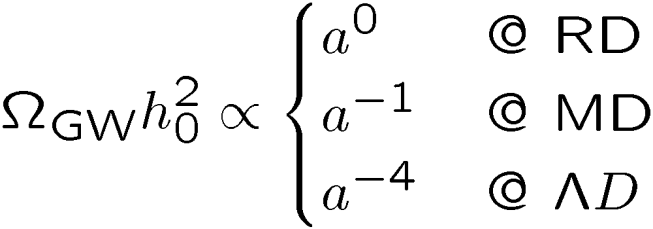 Ω_GW h_0^2 ∝ { a^0 @ RD
a^-1 @ MD
a^-4 @ ΛD